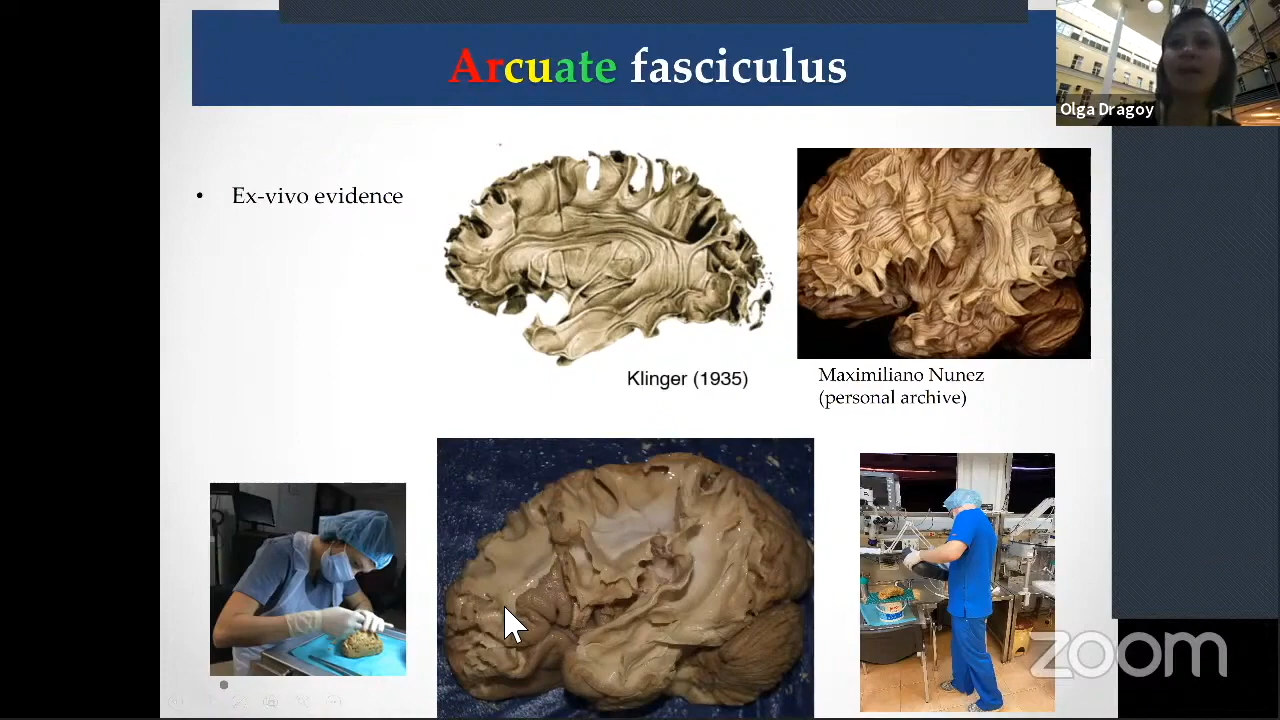 Arcuate fasciculus
Olga Dragoy
• Ex-vivo evidence
Klinger (1935)
Maximiliano Nunez
(personal archive)
zoom